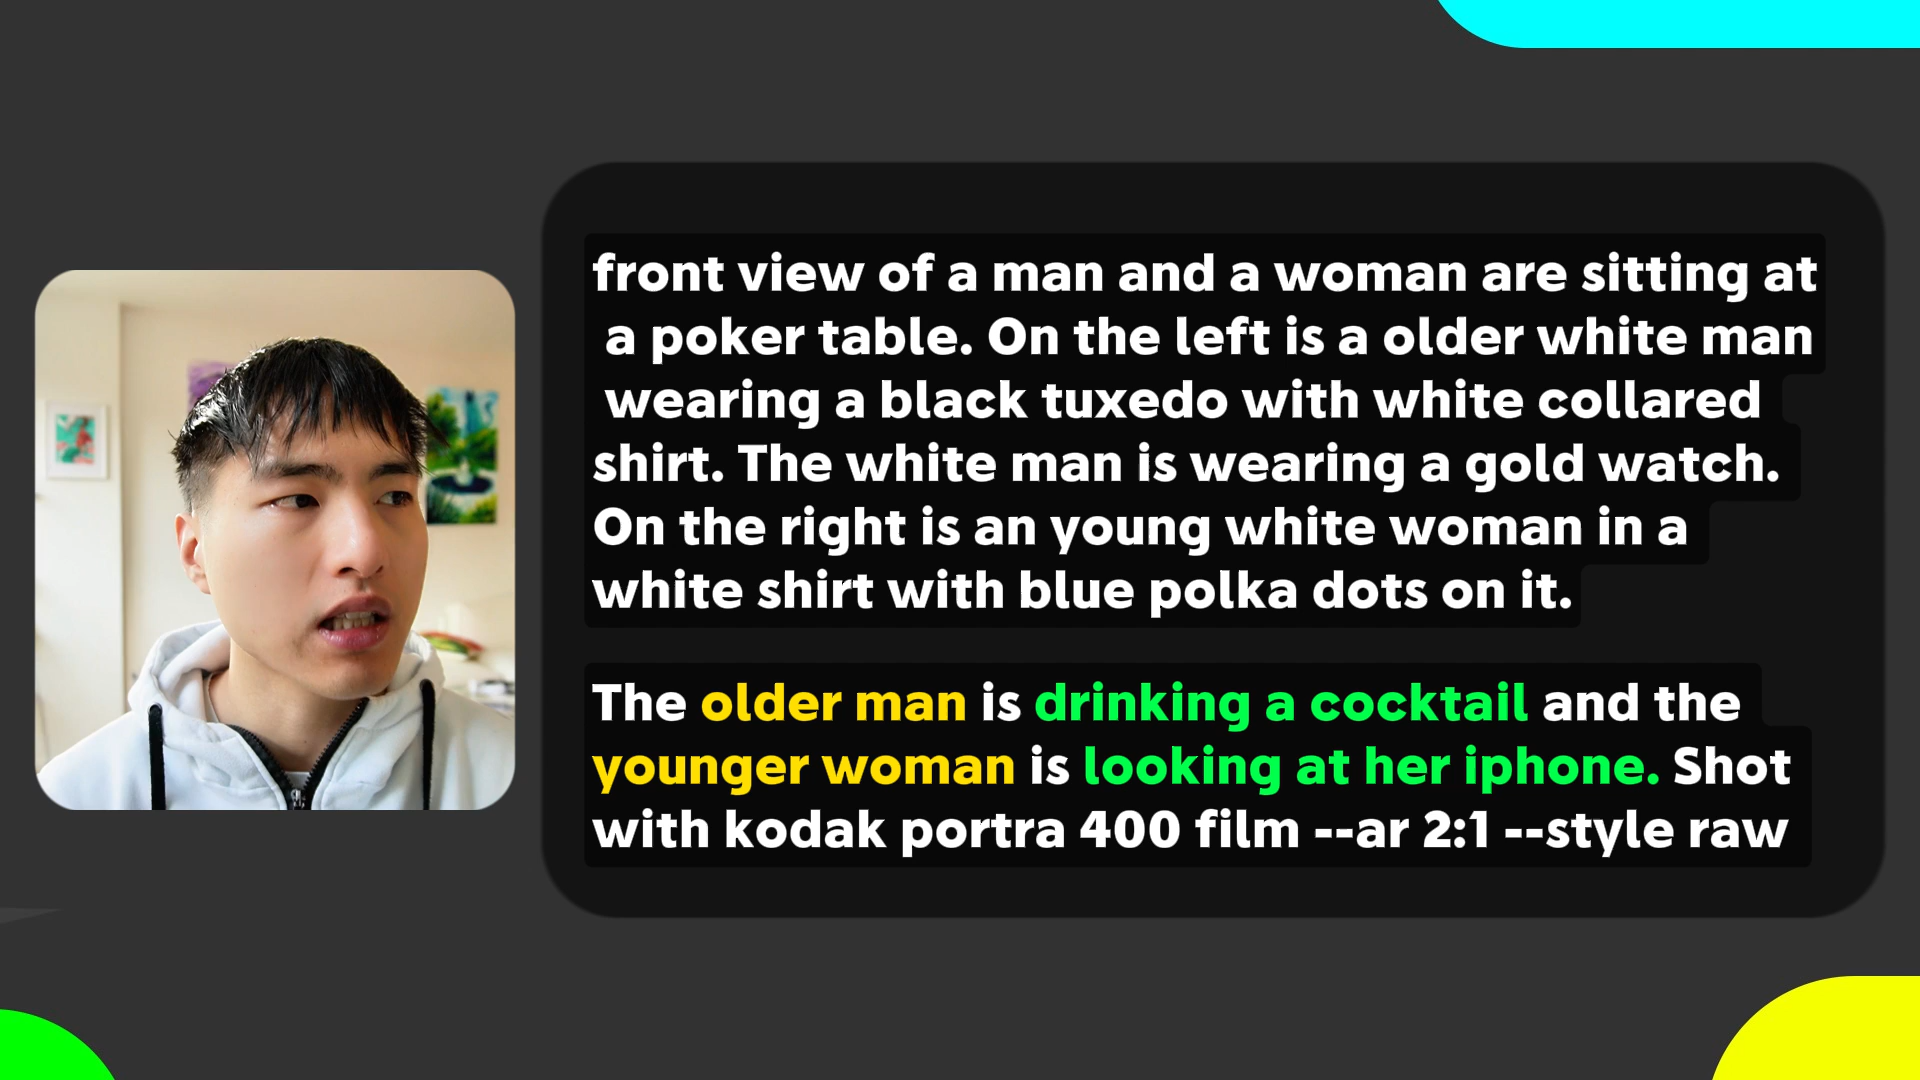 front view of a man and a woman are sitting at
a poker table. On the left is a older white man
wearing a black tuxedo with white collared
shirt. The white man is wearing a gold watch.
On the right is an young white woman in a
white shirt with blue polka dots on it.
The older man is drinking a cocktail and the
younger woman is looking at her iphone. Shot
with kodak portra 400 film --ar 2:1 --style raw